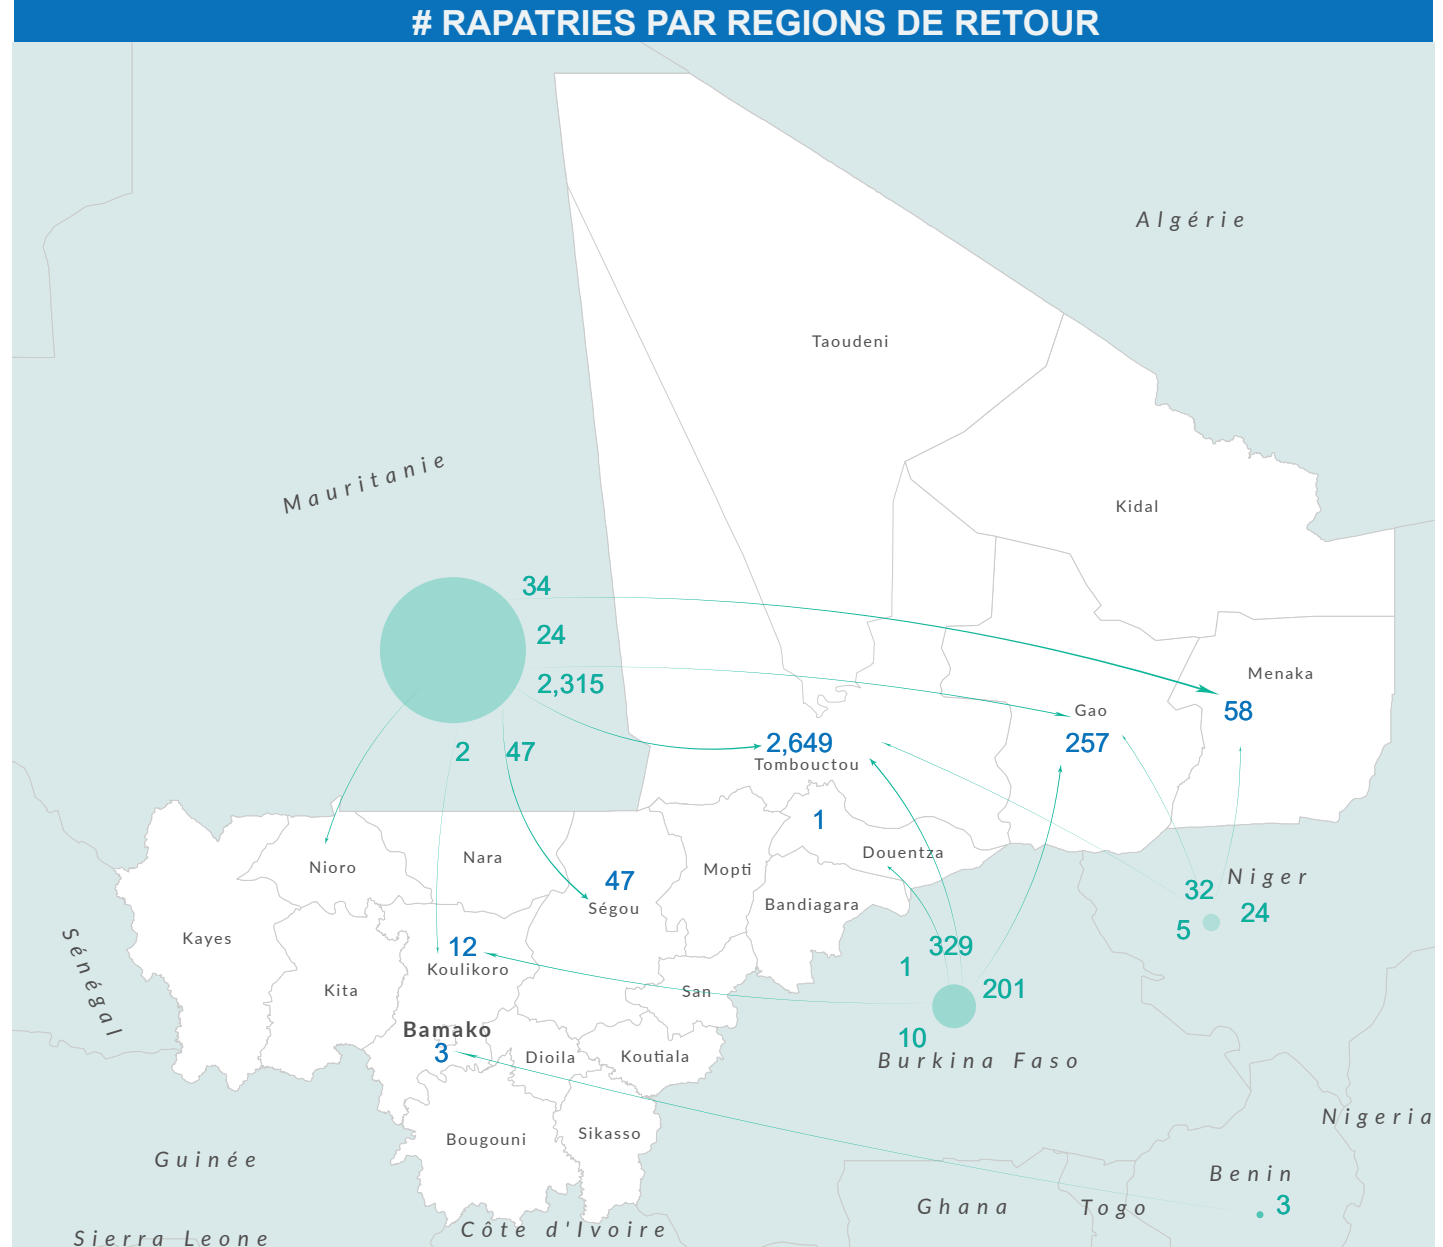 # RAPATRIES PAR REGIONS DE RETOUR
Algérie
Taoudeni
Mauritanie
Kidal
34
24
2,315
Menaka
58
Gao
257
2,649
Tombouctou
2
47
1
Douentza
Nioro
Nara
Mopti
47
Ségou
Bandiagara
32
Niger
24
5
Kayes
Sénégal
12
Koulikoro
329
1
Kita
San
201
Bamako
3
Dioila
Koutiala
10
Burkina Faso
Nigeria
Bougouni
Sikasso
Guinée
Benin
Ghana
Togo
3
Côte d'Ivoire
Sierra Leone